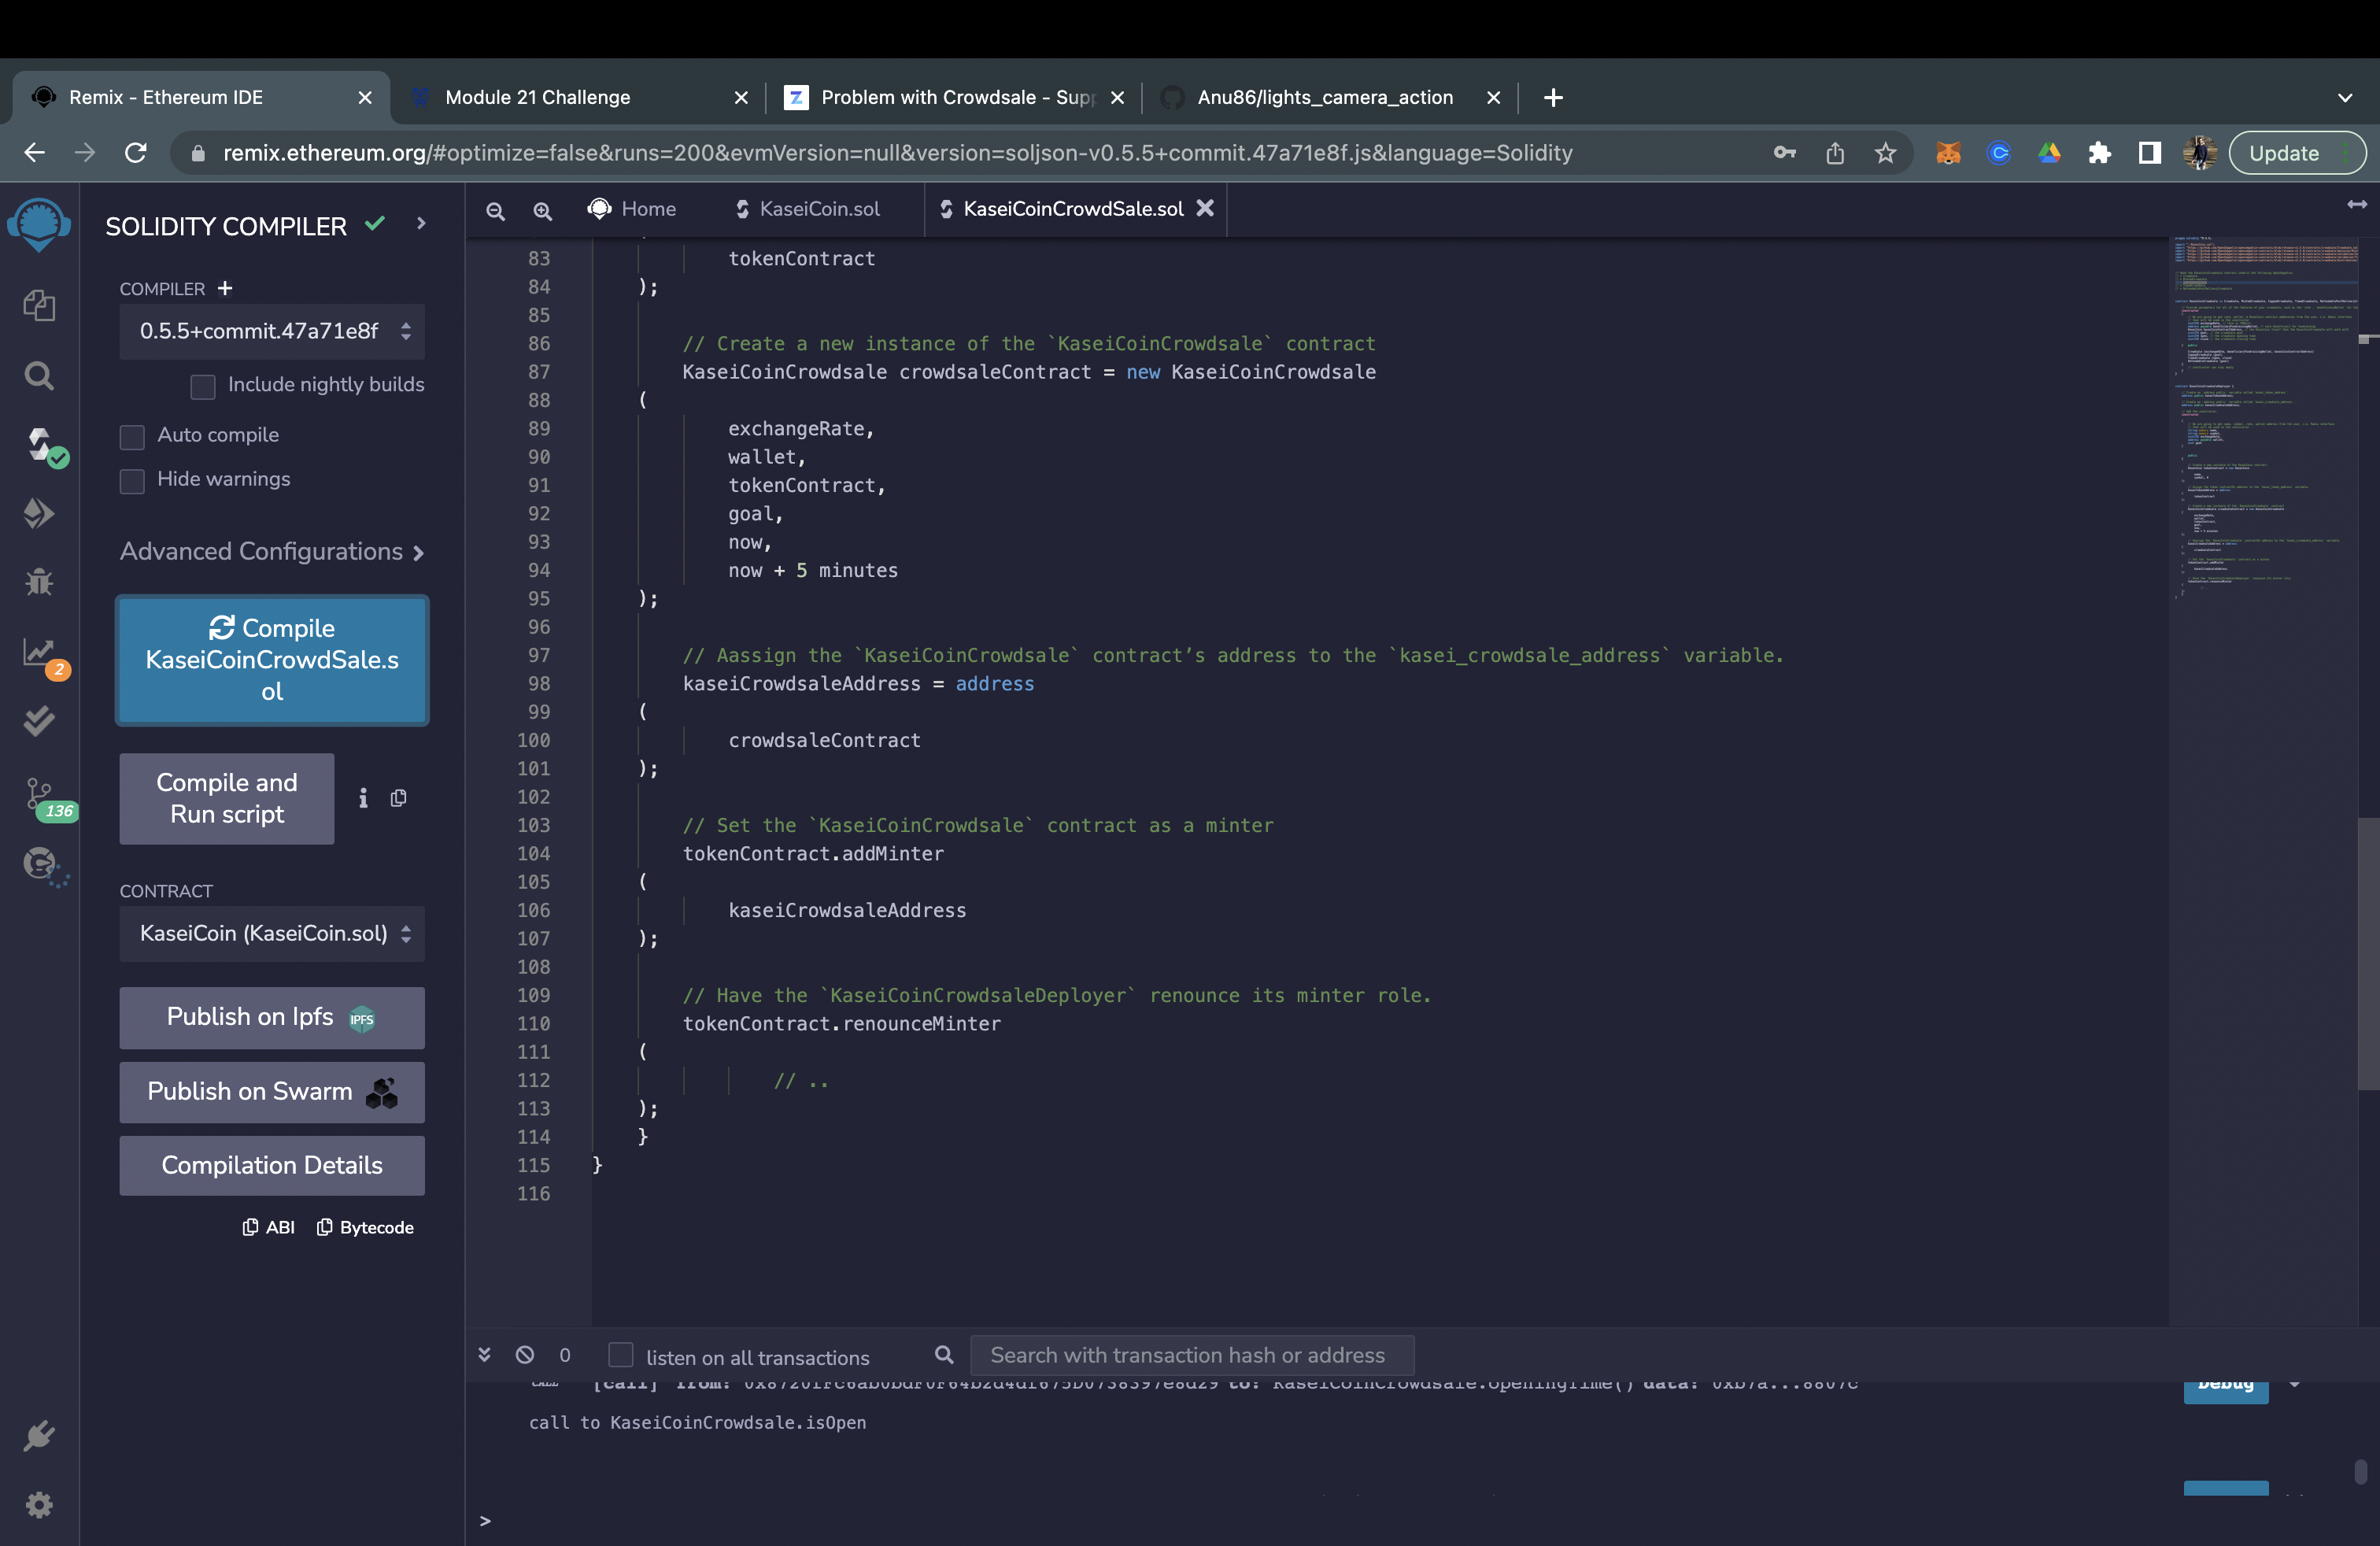 Remix - Ethereum IDE
Module 21 Challenge
Problem with Crowdsale - Supp
Anu86/lights_camera_action
remix.ethereum.org/#optimize=false&runs=200&evmVersion=null&version=soljson-v0.5.5+commit.47a71e8f.js&language=Solidity
Update
SOLIDITY COMPILER
COMPILER +
0.5.5+commit.47a71e8f
Include nightly builds
Auto compile
Hide warnings
Advanced Configurations
Compile
KaseiCoinCrowdSale.s
ol
Compile and
Run script
CONTRACT
KaseiCoin (KaseiCoin.sol)
Publish on Ipfs IPFS
Publish on Swarm
Compilation Details
ABI Bytecode
2
136
Home KaseiCoin.sol KaseiCoinCrowdSale.sol
83 tokenContract
84 );
85
86 // Create a new instance of the `KaseiCoinCrowdsale` contract
87 KaseiCoinCrowdsale crowdsaleContract = new KaseiCoinCrowdsale
88 (
89 exchangeRate,
90 wallet,
91 tokenContract,
92 goal,
93 now,
94 now + 5 minutes
95 );
96
97 // Aassign the `KaseiCoinCrowdsale` contract’s address to the `kasei_crowdsale_address` variable.
98 kaseiCrowdsaleAddress = address
99 (
100 crowdsaleContract
101 );
102
103 // Set the `KaseiCoinCrowdsale` contract as a minter
104 tokenContract.addMinter
105 (
106 kaseiCrowdsaleAddress
107 );
108
109 // Have the `KaseiCoinCrowdsaleDeployer` renounce its minter role.
110 tokenContract.renounceMinter
111 (
112 // ..
113 );
114 }
115 }
116
0 listen on all transactions Search with transaction hash or address
[call] from: to: KaseiCoinCrowdsale.openingTime() data: 0xb7a...8807c
Debug
call to KaseiCoinCrowdsale.isOpen
>